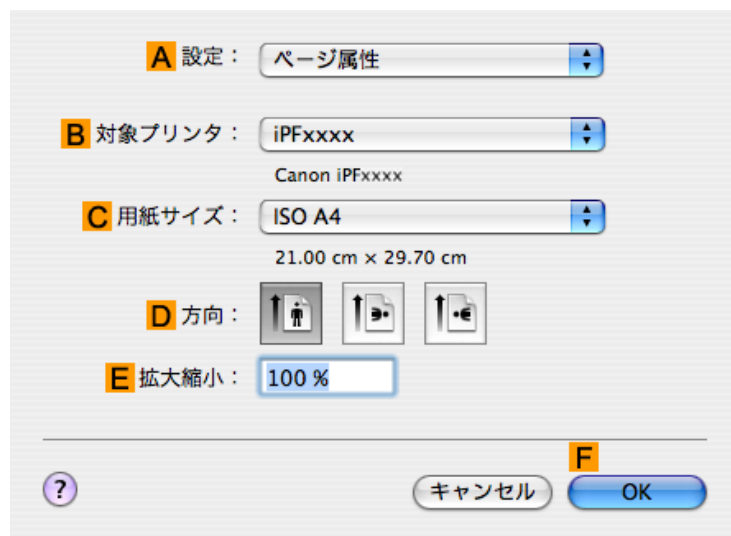 A 設定： ページ属性
B 対象プリンタ： iPFxxxx
Canon iPFxxxx
C 用紙サイズ： ISO A4
21.00 cm × 29.70 cm
D 方向：
E 拡大縮小： 100 %
F
? キャンセル OK